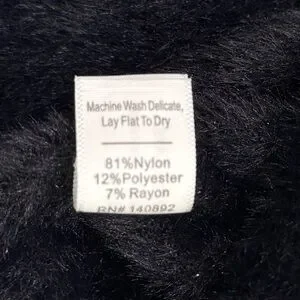 Machine Wash Delicate,
Lay Flat To Dry
81%Nylon
12%Polyester
7% Rayon
RN# 140892